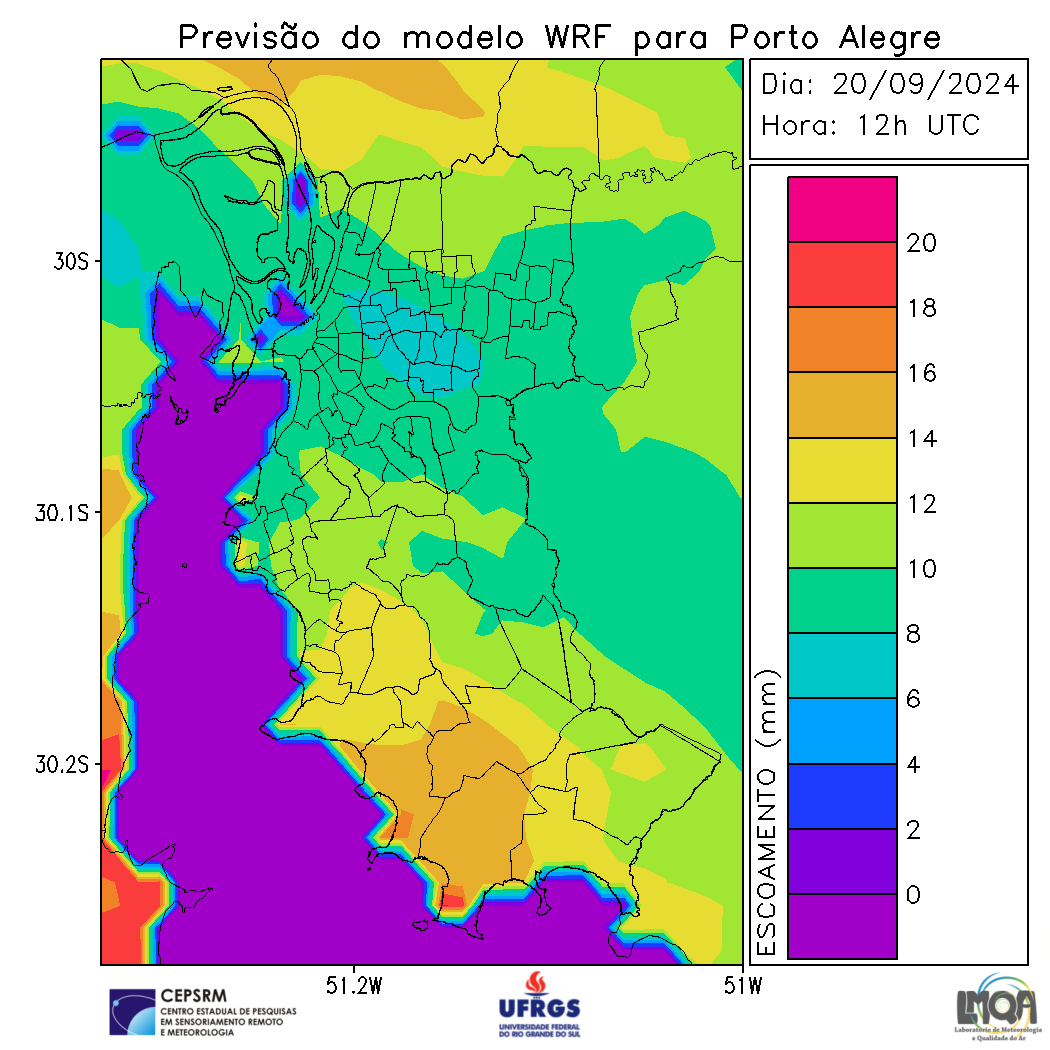 Previsão do modelo WRF para Porto Alegre
Dia: 20/09/2024
Hora: 12h UTC
30S
30.1S
30.2S
51.2W
51W
20
18
16
14
12
10
8
6
4
2
0
ESCOAMENTO (mm)
CEPSRM
CENTRO ESTADUAL DE PESQUISAS
EM SENSORIAMENTO REMOTO
E METEOROLOGIA
UFRGS
UNIVERSIDADE FEDERAL
DO RIO GRANDE DO SUL
LMQA
Laboratório de Meteorologia
e Qualidade do Ar